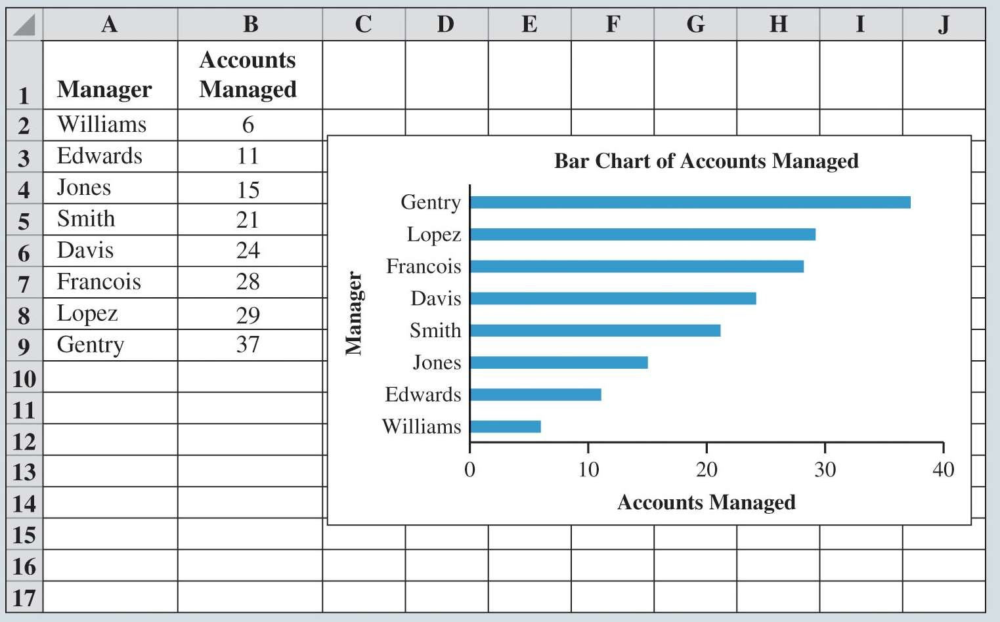 A B C D E F G H I J
Accounts
1 Manager Managed
2 Williams 6
3 Edwards 11
4 Jones 15
5 Smith 21
6 Davis 24
7 Francois 28
8 Lopez 29
9 Gentry 37
10
11
12
13
14
15
16
17
Bar Chart of Accounts Managed
Manager
Gentry
Lopez
Francois
Davis
Smith
Jones
Edwards
Williams
0 10 20 30 40
Accounts Managed